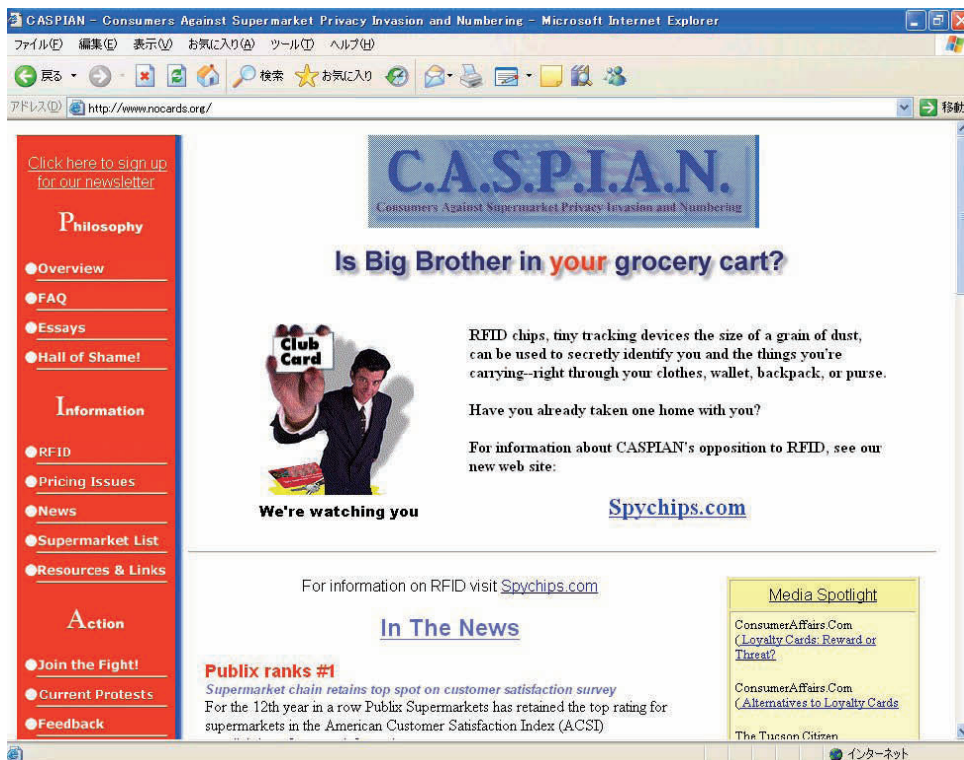 CASPIAN - Consumers Against Supermarket Privacy Invasion and Numbering - Microsoft Internet Explorer
ファイル(F) 編集(E) 表示(V) お気に入り(A) ツール(T) ヘルプ(H)
戻る 検索 お気に入り
アドレス(D) http://www.nocards.org/ 移動
Click here to sign up
for our newsletter
Philosophy
Overview
FAQ
Essays
Hall of Shame!
Information
RFID
Pricing Issues
News
Supermarket List
Resources & Links
Action
Join the Fight!
Current Protests
Feedback
C.A.S.P.I.A.N.
Consumers Against Supermarket Privacy Invasion and Numbering
Is Big Brother in your grocery cart?
Club
Card
We're watching you
RFID chips, tiny tracking devices the size of a grain of dust,
can be used to secretly identify you and the things you're
carrying--right through your clothes, wallet, backpack, or purse.
Have you already taken one home with you?
For information about CASPIAN's opposition to RFID, see our
new web site:
Spychips.com
For information on RFID visit Spychips.com
In The News
Publix ranks #1
Supermarket chain retains top spot on customer satisfaction survey
For the 12th year in a row Publix Supermarkets has retained the top rating for
supermarkets in the American Customer Satisfaction Index (ACSI)
Media Spotlight
ConsumerAffairs.Com
(Loyalty Cards: Reward or
Threat?
ConsumerAffairs.Com
(Alternatives to Loyalty Cards
The Tucson Citizen
インターネット